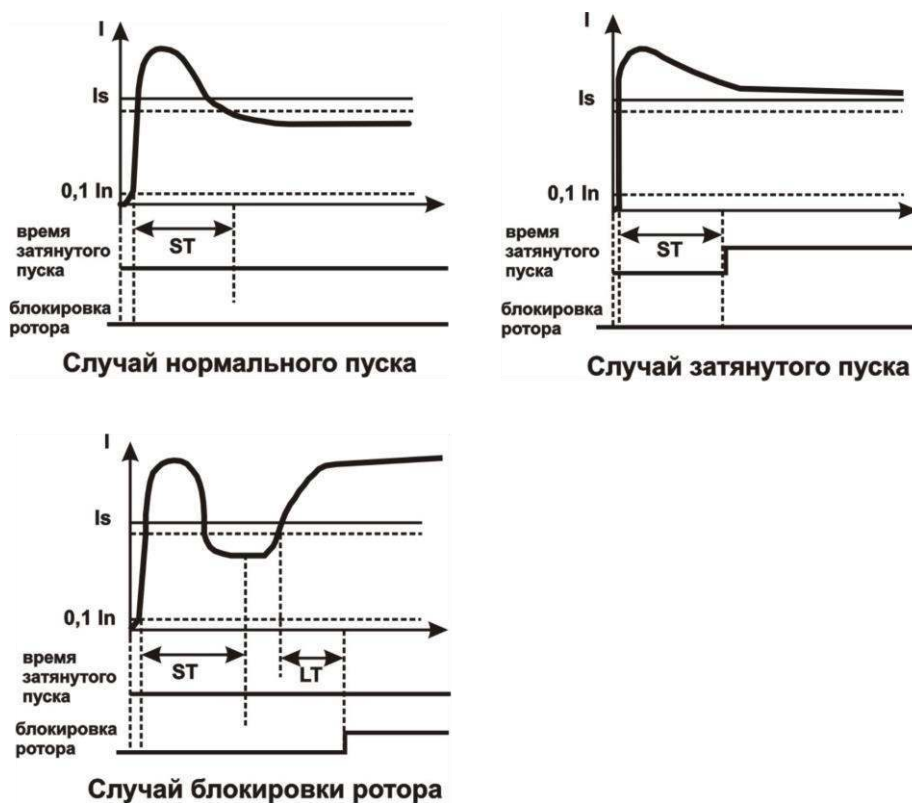 I
Is
0,1 In
ST
время
затянутого
пуска
блокировка
ротора
Случай нормального пуска
I
Is
0,1 In
ST
время
затянутого
пуска
блокировка
ротора
Случай затянутого пуска
I
Is
0,1 In
ST
LT
время
затянутого
пуска
блокировка
ротора
Случай блокировки ротора